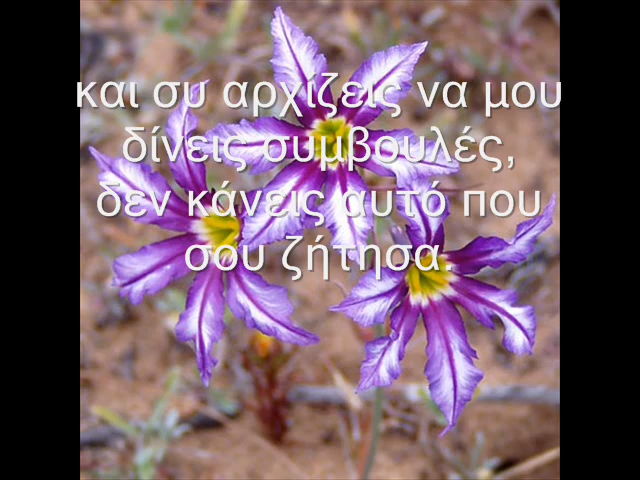 και συ αρχίζεις να μου
δίνεις συμβουλές,
δεν κάνεις αυτό που
σου ζήτησα.